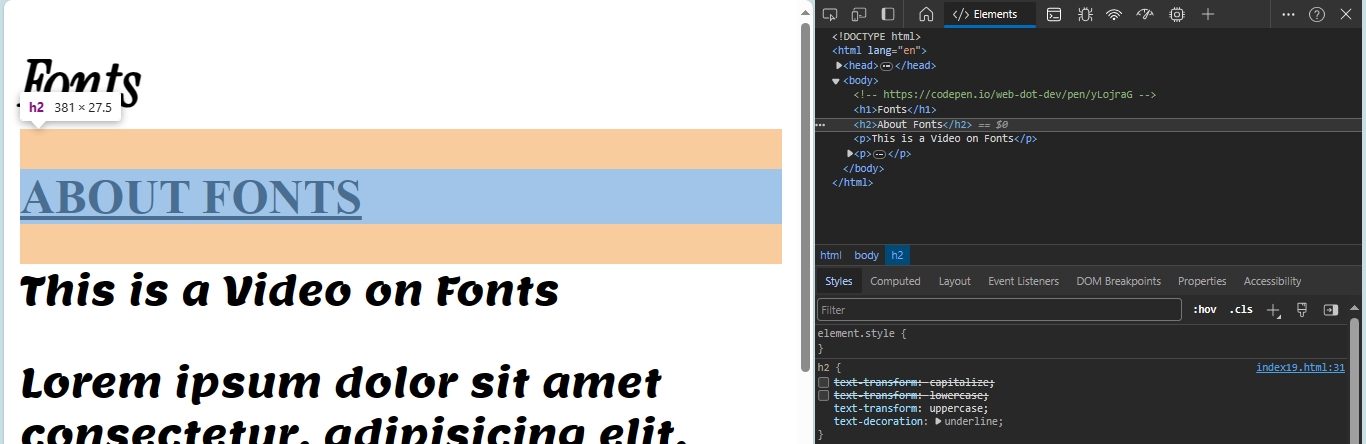 Fonts
h2 381 × 27.5
ABOUT FONTS
This is a Video on Fonts
Lorem ipsum dolor sit amet
consectetur, adipisicing elit.
Elements
<!DOCTYPE html>
<html lang="en">
<head> ⋯ </head>
<body>
<!-- https://codepen.io/web-dot-dev/pen/yLojraG -->
<h1>Fonts</h1>
<h2>About Fonts</h2> == $0
<p>This is a Video on Fonts</p>
<p> ⋯ </p>
</body>
</html>
html body h2
Styles Computed Layout Event Listeners DOM Breakpoints Properties Accessibility
Filter :hov .cls
element.style {
}
h2 { index19.html:31
text-transform: capitalize;
text-transform: lowercase;
text-transform: uppercase;
text-decoration: underline;
}